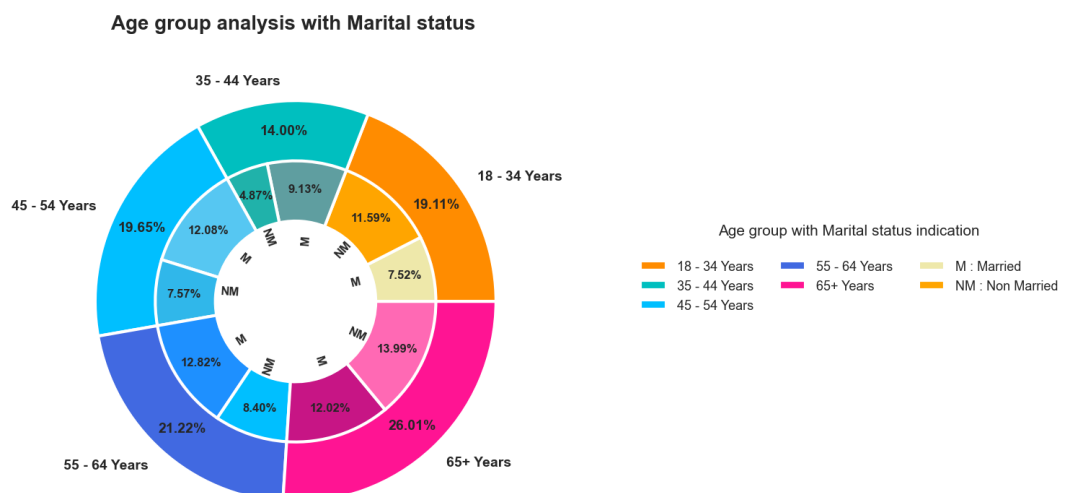 Age group analysis with Marital status
35 - 44 Years
14.00%
18 - 34 Years
4.87%
9.13%
45 - 54 Years
19.11%
11.59%
19.65%
12.08%
NM
M
NM
Age group with Marital status indication
M
7.52%
M
18 - 34 Years
55 - 64 Years
M : Married
35 - 44 Years
65+ Years
NM : Non Married
45 - 54 Years
7.57%
NM
M
NM
13.99%
12.82%
NM
M
8.40%
12.02%
21.22%
26.01%
55 - 64 Years
65+ Years